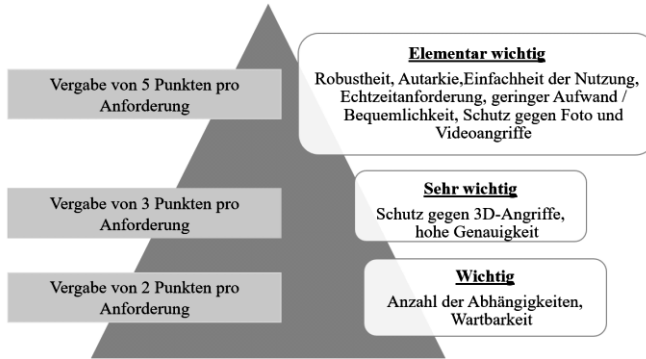 Elementar wichtig
Vergabe von 5 Punkten pro
Anforderung
Robustheit, Autarkie,Einfachheit der Nutzung,
Echtzeitanforderung, geringer Aufwand /
Bequemlichkeit, Schutz gegen Foto und
Videoangriffe
Vergabe von 3 Punkten pro
Anforderung
Sehr wichtig
Schutz gegen 3D-Angriffe,
hohe Genauigkeit
Vergabe von 2 Punkten pro
Anforderung
Wichtig
Anzahl der Abhängigkeiten,
Wartbarkeit